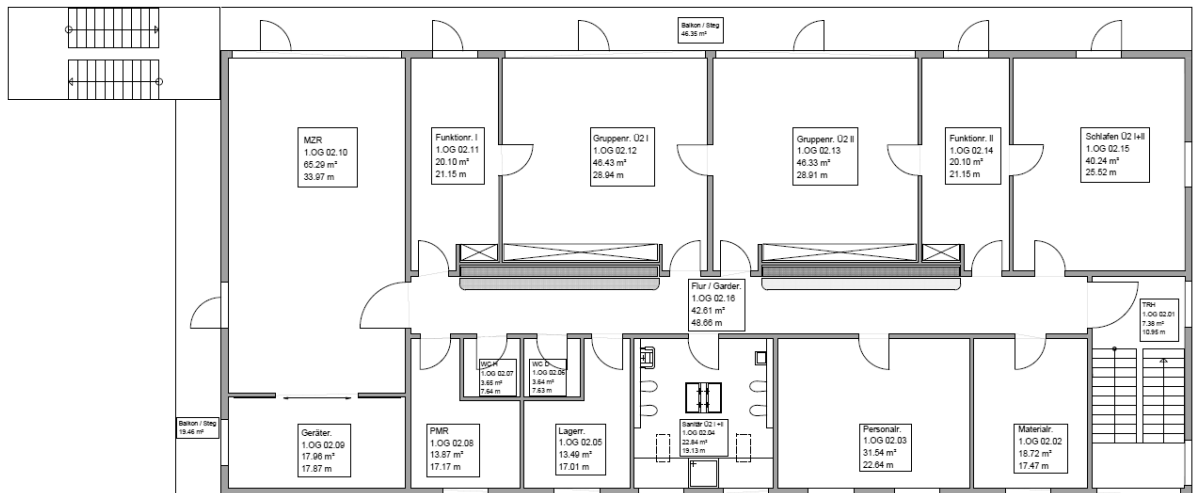 Balkon / Steg
46.35 m²
MZR
1.OG 02.10
65.29 m²
33.97 m
Funktionr. I
1.OG 02.11
20.10 m²
21.15 m
Gruppenr. Ü2 I
1.OG 02.12
46.43 m²
28.94 m
Gruppenr. Ü2 II
1.OG 02.13
46.33 m²
28.91 m
Funktionr. II
1.OG 02.14
20.10 m²
21.15 m
Schlafen Ü2 I+II
1.OG 02.15
40.24 m²
25.52 m
Flur / Garder.
1.OG 02.16
42.61 m²
48.66 m
TRH
1.OG 02.01
7.38 m²
10.95 m
WC H
1.OG 02.07
3.65 m²
7.64 m
WC D
1.OG 02.06
3.64 m²
7.63 m
Balkon / Steg
19.46 m²
Geräter.
1.OG 02.09
17.96 m²
17.87 m
PMR
1.OG 02.08
13.87 m²
17.17 m
Lagerr.
1.OG 02.05
13.49 m²
17.01 m
Sanitär Ü2 I +II
1.OG 02.04
22.84 m²
19.13 m
Personalr.
1.OG 02.03
31.54 m²
22.64 m
Materialr.
1.OG 02.02
18.72 m²
17.47 m